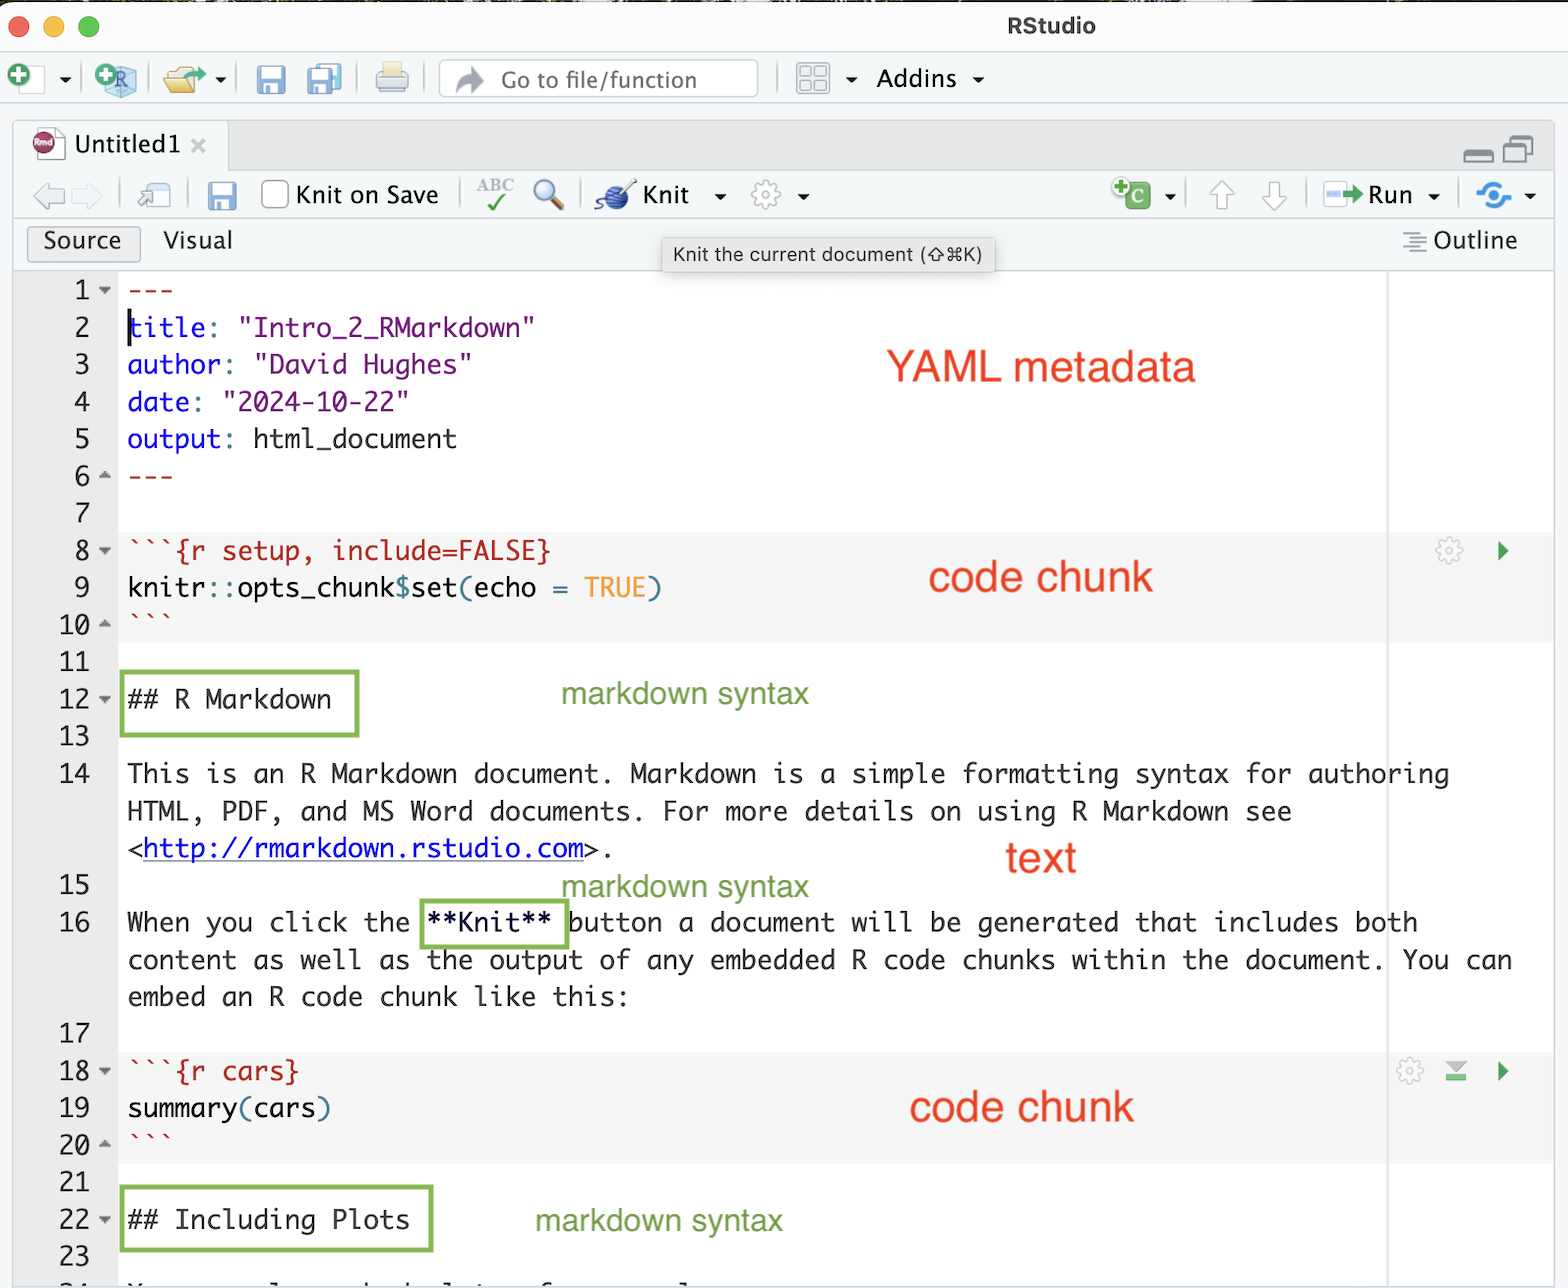 RStudio
Go to file/function
Addins
Rmd
Untitled1
Knit on Save
ABC
Knit
Run
Source
Visual
Knit the current document (⇧⌘K)
Outline
1 ---
2 title: "Intro_2_RMarkdown"
3 author: "David Hughes"
YAML metadata
4 date: "2024-10-22"
5 output: html_document
6 ---
7
8 ```{r setup, include=FALSE}
code chunk
9 knitr::opts_chunk$set(echo = TRUE)
10 ```
11
12 ## R Markdown
markdown syntax
13
14 This is an R Markdown document. Markdown is a simple formatting syntax for authoring
HTML, PDF, and MS Word documents. For more details on using R Markdown see
<http://rmarkdown.rstudio.com>.
text
15
markdown syntax
16 When you click the **Knit** button a document will be generated that includes both
content as well as the output of any embedded R code chunks within the document. You can
embed an R code chunk like this:
17
18 ```{r cars}
19 summary(cars)
code chunk
20 ```
21
22 ## Including Plots
markdown syntax
23